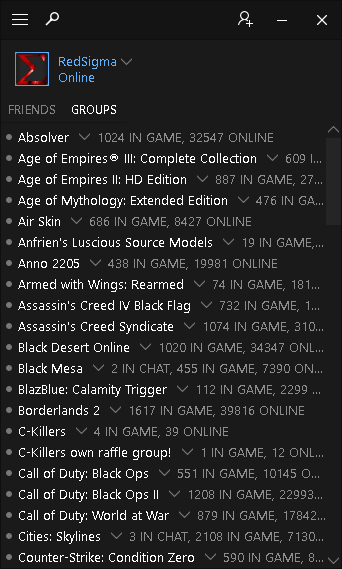 RedSigma
Online
FRIENDS GROUPS
Absolver 1024 IN GAME, 32547 ONLINE
Age of Empires® III: Complete Collection 609 I...
Age of Empires II: HD Edition 887 IN GAME, 27...
Age of Mythology: Extended Edition 476 IN GA...
Air Skin 686 IN GAME, 8427 ONLINE
Anfrien's Luscious Source Models 19 IN GAME,...
Anno 2205 438 IN GAME, 19981 ONLINE
Armed with Wings: Rearmed 74 IN GAME, 181...
Assassin's Creed IV Black Flag 732 IN GAME, 1...
Assassin's Creed Syndicate 1074 IN GAME, 310...
Black Desert Online 1020 IN GAME, 34347 ONL...
Black Mesa 2 IN CHAT, 455 IN GAME, 7390 ON...
BlazBlue: Calamity Trigger 112 IN GAME, 2299 ...
Borderlands 2 1617 IN GAME, 39816 ONLINE
C-Killers 4 IN GAME, 39 ONLINE
C-Killers own raffle group! 1 IN GAME, 12 ONL...
Call of Duty: Black Ops 551 IN GAME, 10145 O...
Call of Duty: Black Ops II 1208 IN GAME, 22993...
Call of Duty: World at War 879 IN GAME, 17842...
Cities: Skylines 3 IN CHAT, 2108 IN GAME, 7130...
Counter-Strike: Condition Zero 590 IN GAME, 8...